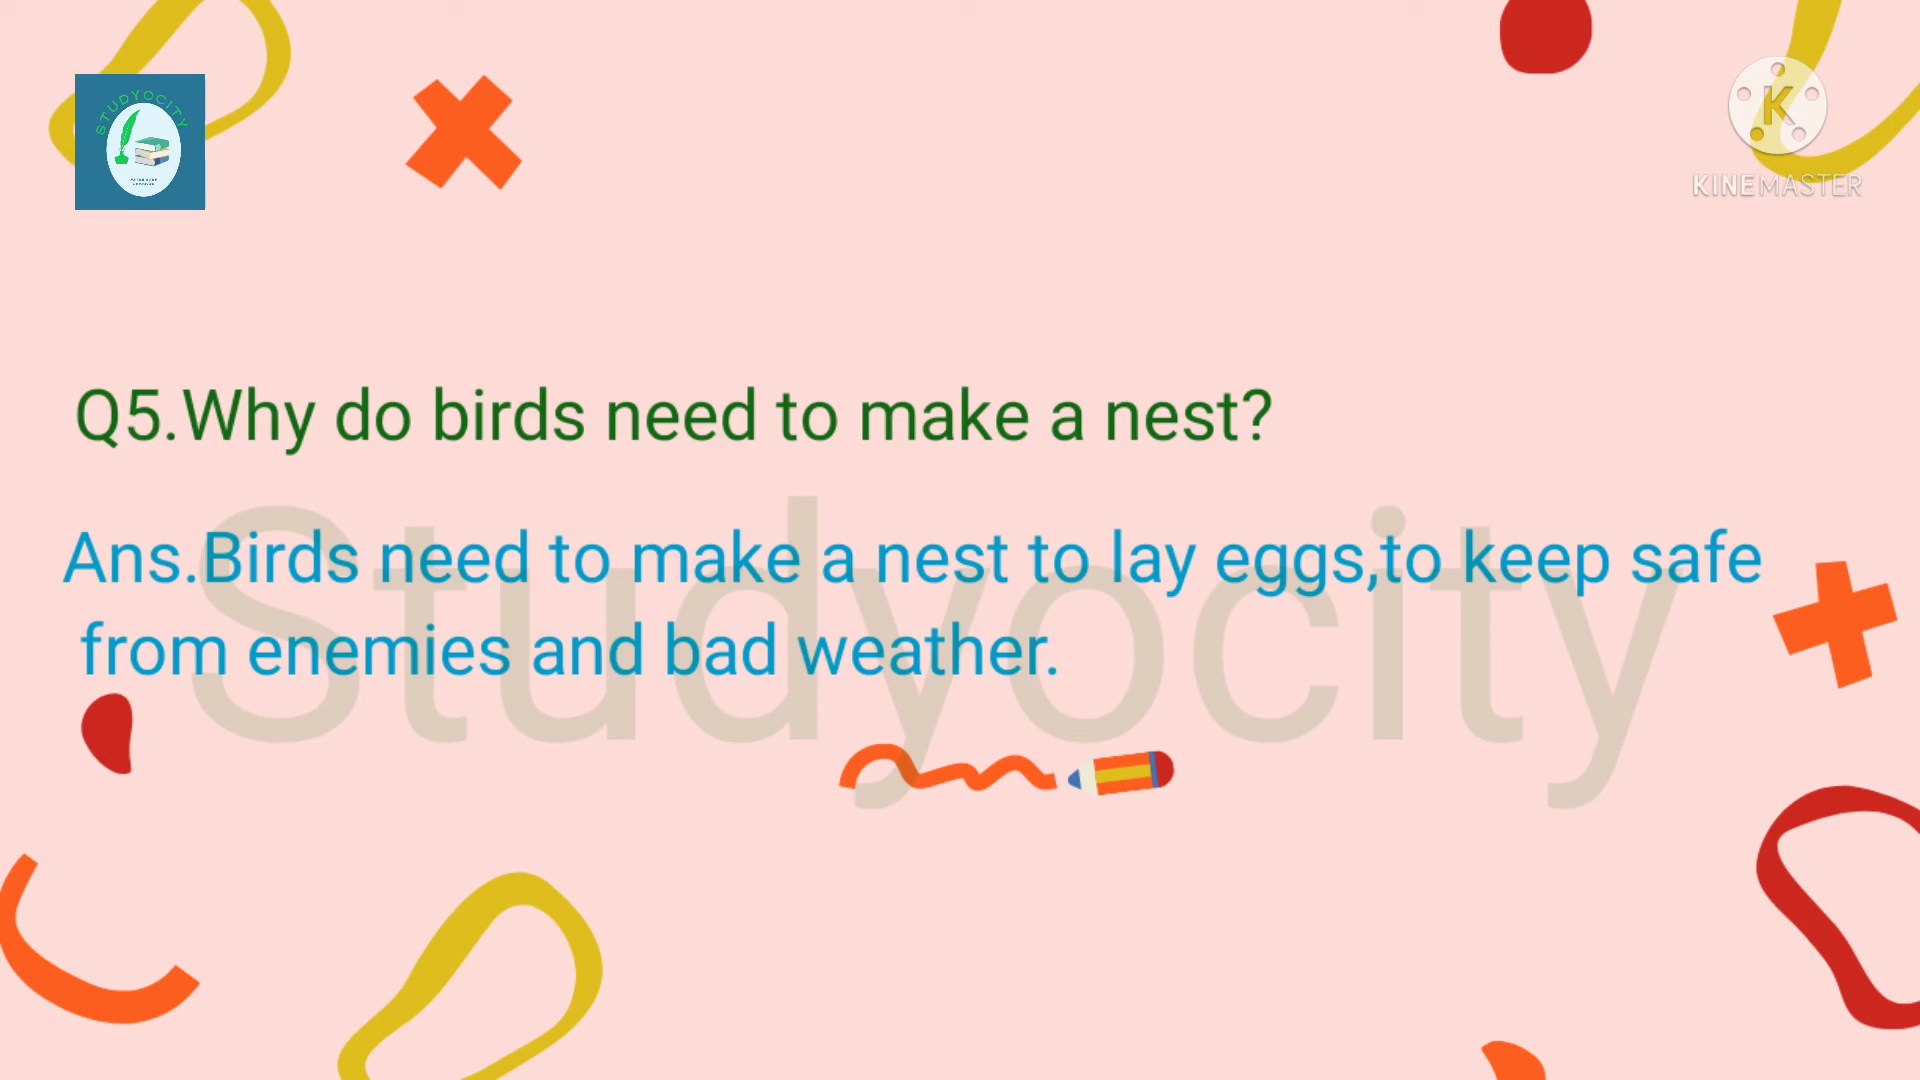 STUDYOCITY
KINEMASTER
Q5.Why do birds need to make a nest?
Ans.Birds need to make a nest to lay eggs,to keep safe
from enemies and bad weather.
Studyocity